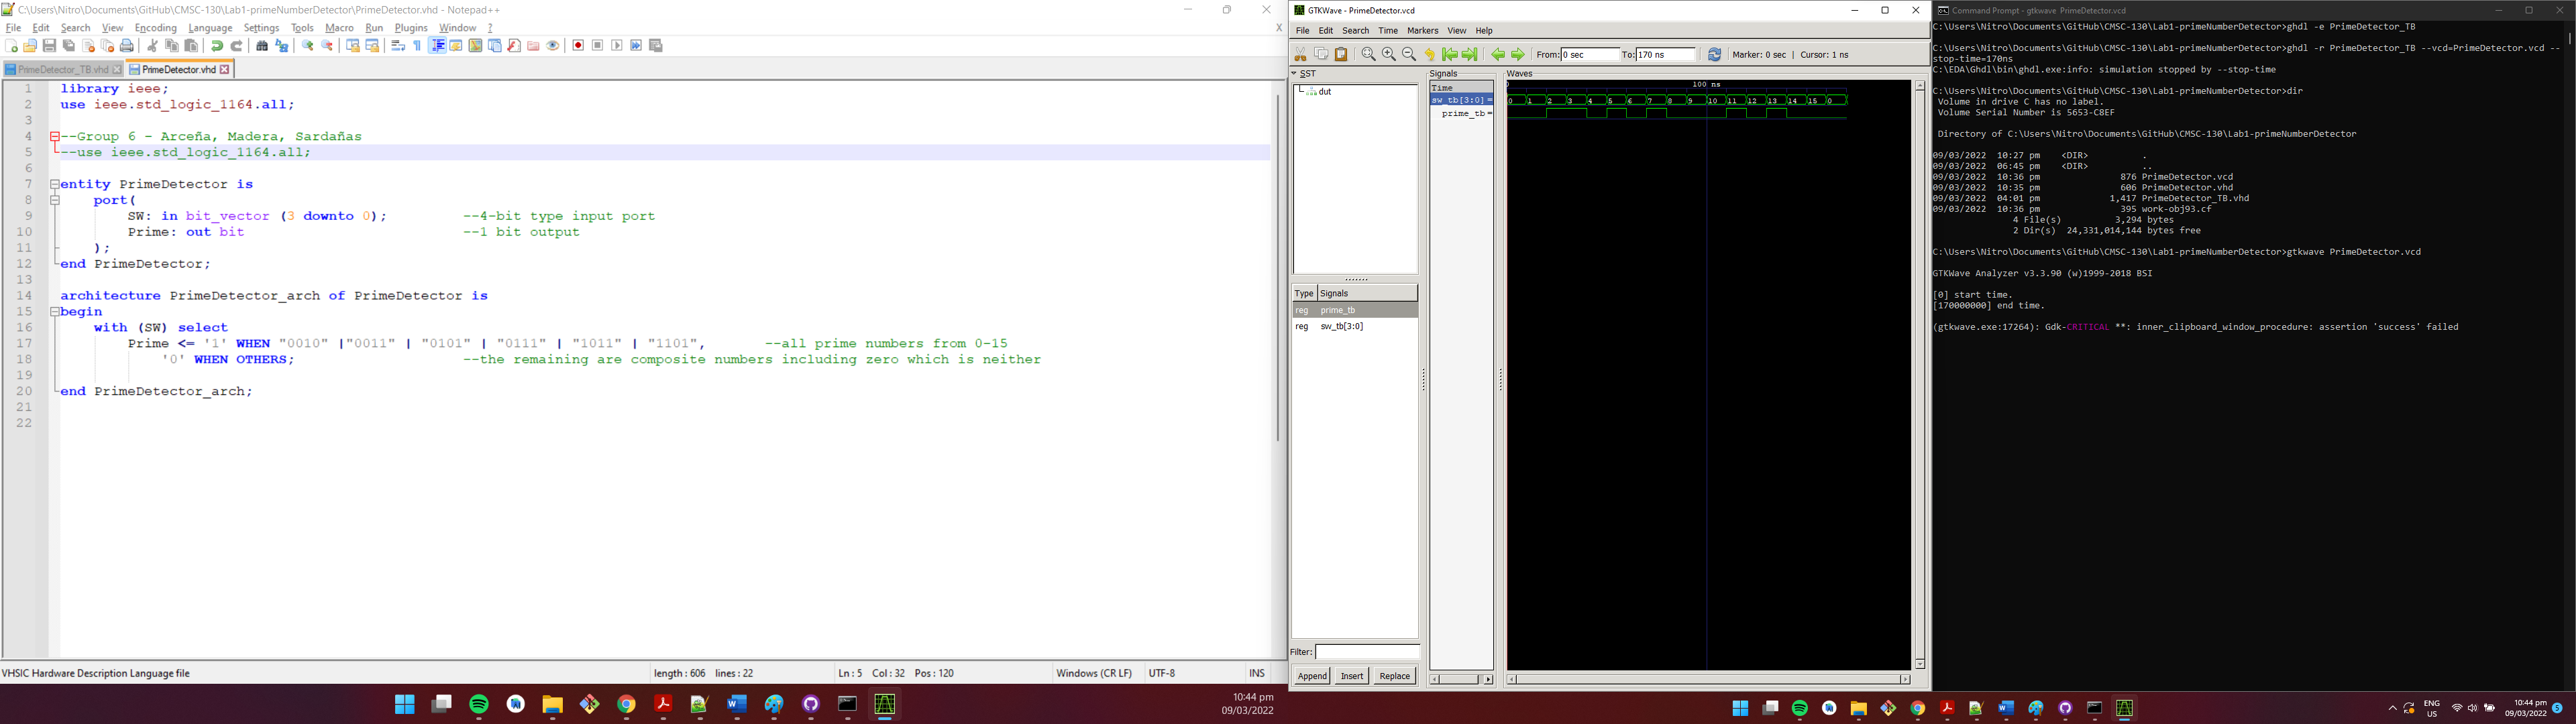 C:\Users\Nitro\Documents\GitHub\CMSC-130\Lab1-primeNumberDetector\PrimeDetector.vhd - Notepad++
File Edit Search View Encoding Language Settings Tools Macro Run Plugins Window ?
X
PrimeDetector_TB.vhd PrimeDetector.vhd
1 library ieee;
2 use ieee.std_logic_1164.all;
3
4 --Group 6 - Arceña, Madera, Sardañas
5 --use ieee.std_logic_1164.all;
6
7 entity PrimeDetector is
8 port(
9 SW: in bit_vector (3 downto 0); --4-bit type input port
10 Prime: out bit --1 bit output
11 );
12 end PrimeDetector;
13
14 architecture PrimeDetector_arch of PrimeDetector is
15 begin
16 with (SW) select
17 Prime <= '1' WHEN "0010" |"0011" | "0101" | "0111" | "1011" | "1101", --all prime numbers from 0-15
18 '0' WHEN OTHERS; --the remaining are composite numbers including zero which is neither
19
20 end PrimeDetector_arch;
21
22
VHSIC Hardware Description Language file length : 606 lines : 22 Ln : 5 Col : 32 Pos : 120 Windows (CR LF) UTF-8 INS
10:44 pm
09/03/2022
GTKWave - PrimeDetector.vcd
File Edit Search Time Markers View Help
From: 0 sec To: 170 ns Marker: 0 sec | Cursor: 1 ns
SST
dut
Type Signals
reg prime_tb
reg sw_tb[3:0]
Filter:
Append Insert Replace
Signals
Time
sw_tb[3:0] =
prime_tb =
Waves
0 100 ns
0 1 2 3 4 5 6 7 8 9 10 11 12 13 14 15 0
Command Prompt - gtkwave PrimeDetector.vcd
C:\Users\Nitro\Documents\GitHub\CMSC-130\Lab1-primeNumberDetector>ghdl -e PrimeDetector_TB
C:\Users\Nitro\Documents\GitHub\CMSC-130\Lab1-primeNumberDetector>ghdl -r PrimeDetector_TB --vcd=PrimeDetector.vcd --
stop-time=170ns
C:\EDA\Ghdl\bin\ghdl.exe:info: simulation stopped by --stop-time
C:\Users\Nitro\Documents\GitHub\CMSC-130\Lab1-primeNumberDetector>dir
Volume in drive C has no label.
Volume Serial Number is 5653-C8EF
Directory of C:\Users\Nitro\Documents\GitHub\CMSC-130\Lab1-primeNumberDetector
09/03/2022 10:27 pm <DIR> .
09/03/2022 06:45 pm <DIR> ..
09/03/2022 10:36 pm 876 PrimeDetector.vcd
09/03/2022 10:35 pm 606 PrimeDetector.vhd
09/03/2022 04:01 pm 1,417 PrimeDetector_TB.vhd
09/03/2022 10:36 pm 395 work-obj93.cf
4 File(s) 3,294 bytes
2 Dir(s) 24,331,014,144 bytes free
C:\Users\Nitro\Documents\GitHub\CMSC-130\Lab1-primeNumberDetector>gtkwave PrimeDetector.vcd
GTKWave Analyzer v3.3.90 (w)1999-2018 BSI
[0] start time.
[170000000] end time.
(gtkwave.exe:17264): Gdk-CRITICAL **: inner_clipboard_window_procedure: assertion 'success' failed
ENG
US
10:44 pm
09/03/2022
5